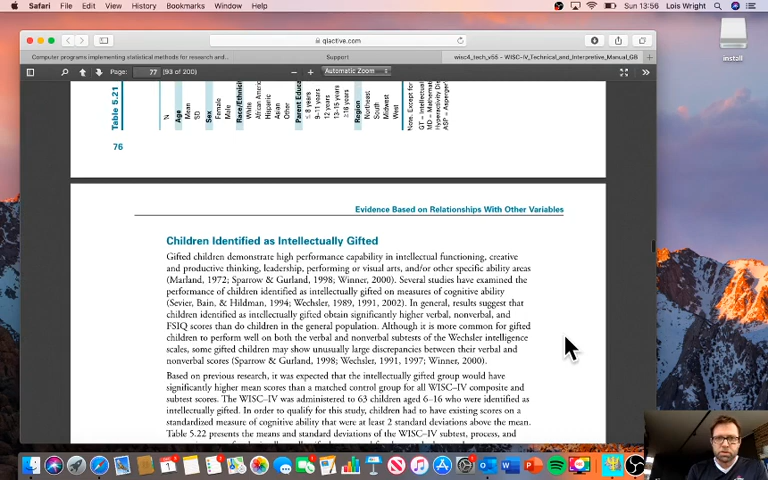 Safari File Edit View History Bookmarks Window Help Sun 13:56 Lois Wright
qiactive.com
Computer programs implementing statistical methods for research and... Support wisc4_tech_v56 – WISC-IV_Technical_and_Interpretive_Manual_GB
Page: 77 (93 of 200) Automatic Zoom
install
Table 5.21
%
Age
Mean
SD
Sex
Female
Male
Race/Ethnicity
White
Hispanic
Asian
Other
≤ 8 years
9–11 years
12 years
13–15 years
≥16 years
Region
Northeast
South
Midwest
West
76
Evidence Based on Relationships With Other Variables
Children Identified as Intellectually Gifted
Gifted children demonstrate high performance capability in intellectual functioning, creative
and productive thinking, leadership, performing or visual arts, and/or other specific ability areas
(Marland, 1972; Sparrow & Gurland, 1998; Winner, 2000). Several studies have examined the
performance of children identified as intellectually gifted on measures of cognitive ability
(Sevier, Bain, & Hildman, 1994; Wechsler, 1989, 1991, 2002). In general, results suggest that
children identified as intellectually gifted obtain significantly higher verbal, nonverbal, and
FSIQ scores than do children in the general population. Although it is more common for gifted
children to perform well on both the verbal and nonverbal subtests of the Wechsler intelligence
scales, some gifted children may show unusually large discrepancies between their verbal and
nonverbal scores (Sparrow & Gurland, 1998; Wechsler, 1991, 1997; Winner, 2000).
Based on previous research, it was expected that the intellectually gifted group would have
significantly higher mean scores than a matched control group for all WISC–IV composite and
subtest scores. The WISC–IV was administered to 63 children aged 6–16 who were identified as
intellectually gifted. In order to qualify for this study, children had to have existing scores on a
standardized measure of cognitive ability that were at least 2 standard deviations above the mean.
Table 5.22 presents the means and standard deviations of the WISC–IV subtest, process, and